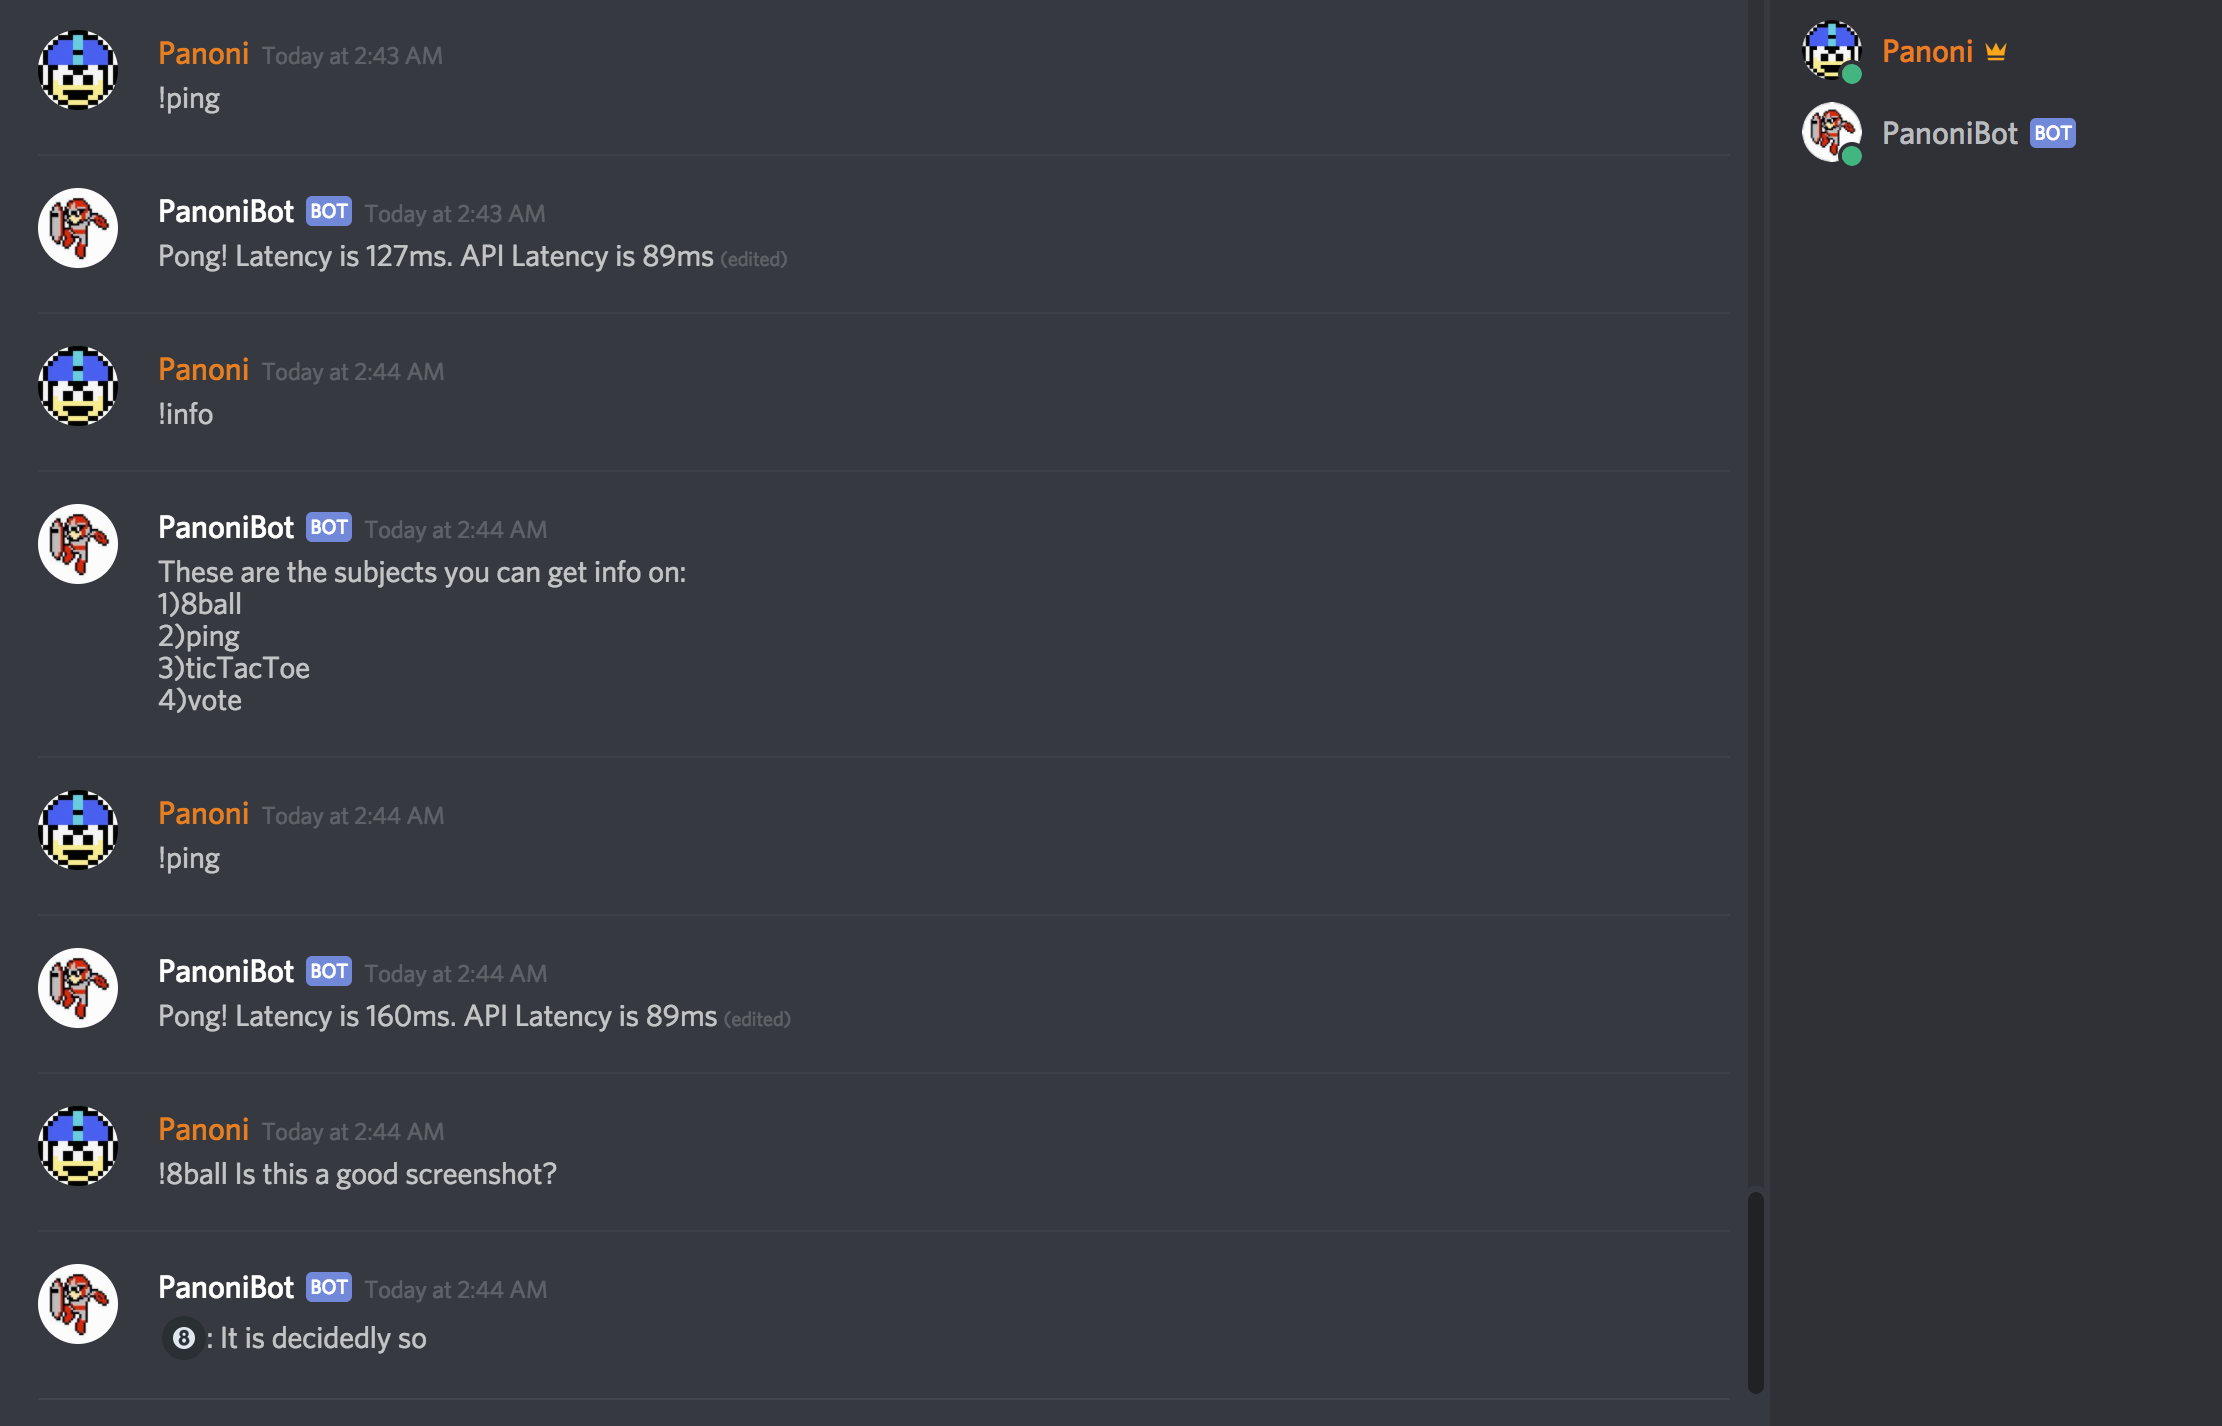 Panoni Today at 2:43 AM
!ping
PanoniBot BOT Today at 2:43 AM
Pong! Latency is 127ms. API Latency is 89ms (edited)
Panoni Today at 2:44 AM
!info
PanoniBot BOT Today at 2:44 AM
These are the subjects you can get info on:
1)8ball
2)ping
3)ticTacToe
4)vote
Panoni Today at 2:44 AM
!ping
PanoniBot BOT Today at 2:44 AM
Pong! Latency is 160ms. API Latency is 89ms (edited)
Panoni Today at 2:44 AM
!8ball Is this a good screenshot?
PanoniBot BOT Today at 2:44 AM
8 : It is decidedly so
Panoni
PanoniBot BOT